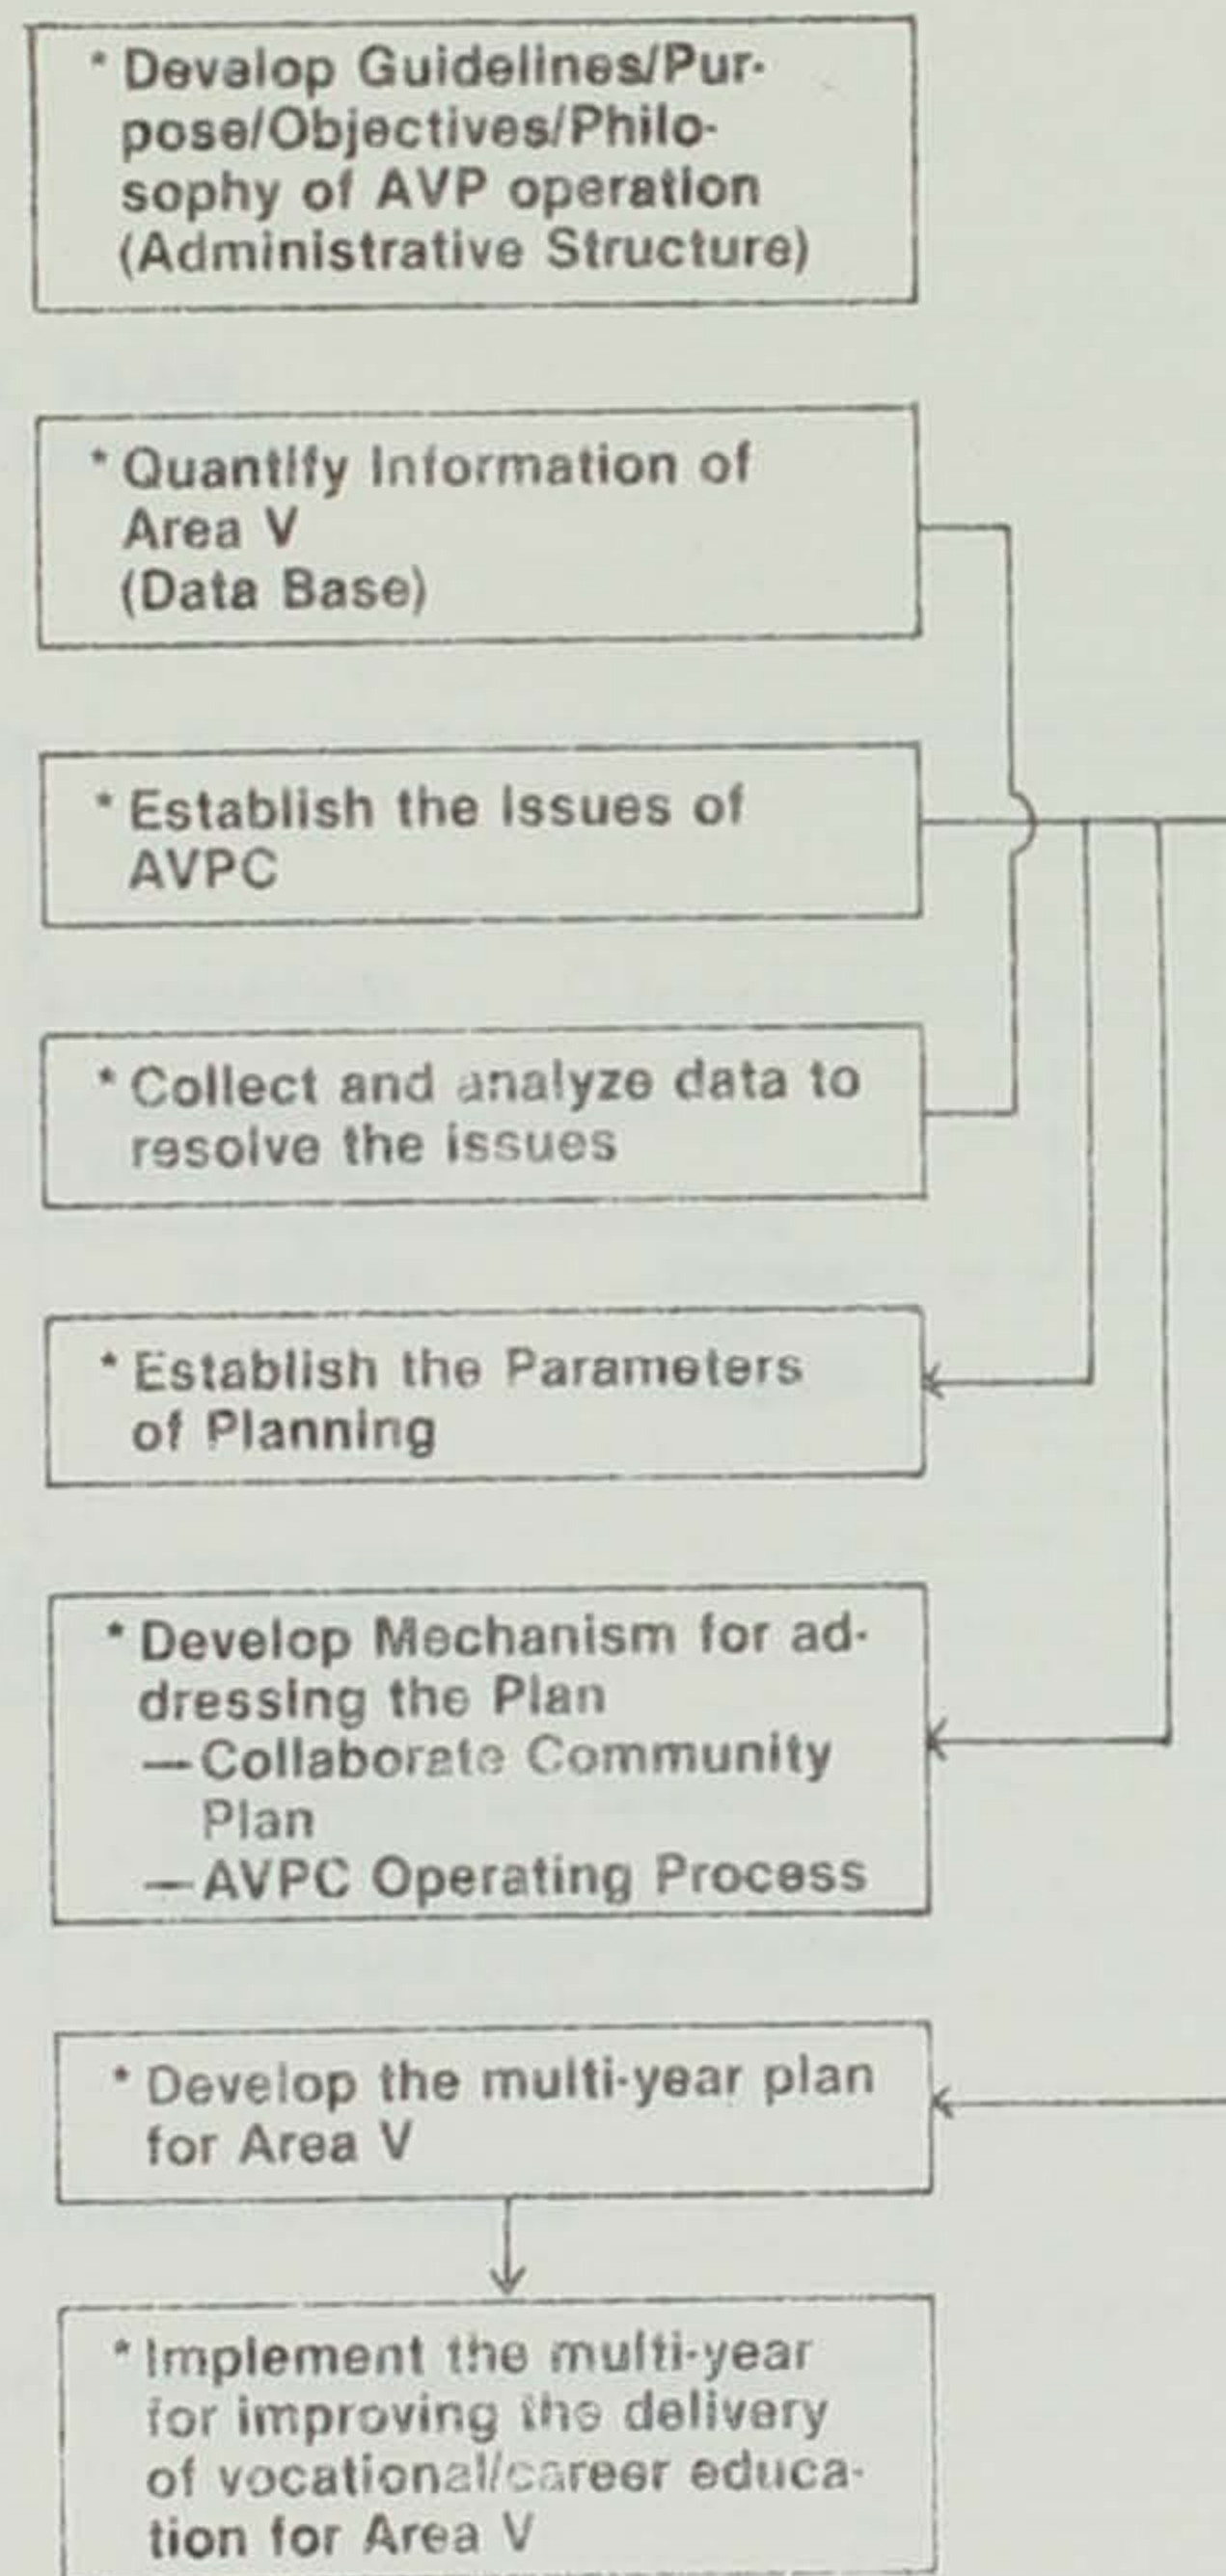 * Develop Guidelines/Pur-
pose/Objectives/Philo-
sophy of AVP operation
(Administrative Structure)
* Quantify Information of
Area V
(Data Base)
* Establish the Issues of
AVPC
* Collect and analyze data to
resolve the issues
* Establish the Parameters
of Planning
* Develop Mechanism for ad-
dressing the Plan
—Collaborate Community
Plan
—AVPC Operating Process
* Develop the multi-year plan
for Area V
* Implement the multi-year
for improving the delivery
of vocational/career educa-
tion for Area V